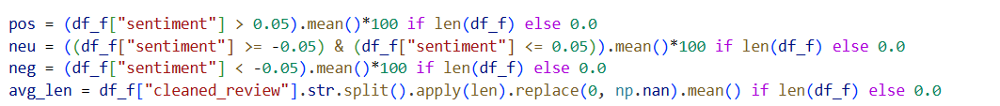 pos = (df_f["sentiment"] > 0.05).mean()*100 if len(df_f) else 0.0
neu = ((df_f["sentiment"] >= -0.05) & (df_f["sentiment"] <= 0.05)).mean()*100 if len(df_f) else 0.0
neg = (df_f["sentiment"] < -0.05).mean()*100 if len(df_f) else 0.0
avg_len = df_f["cleaned_review"].str.split().apply(len).replace(0, np.nan).mean() if len(df_f) else 0.0